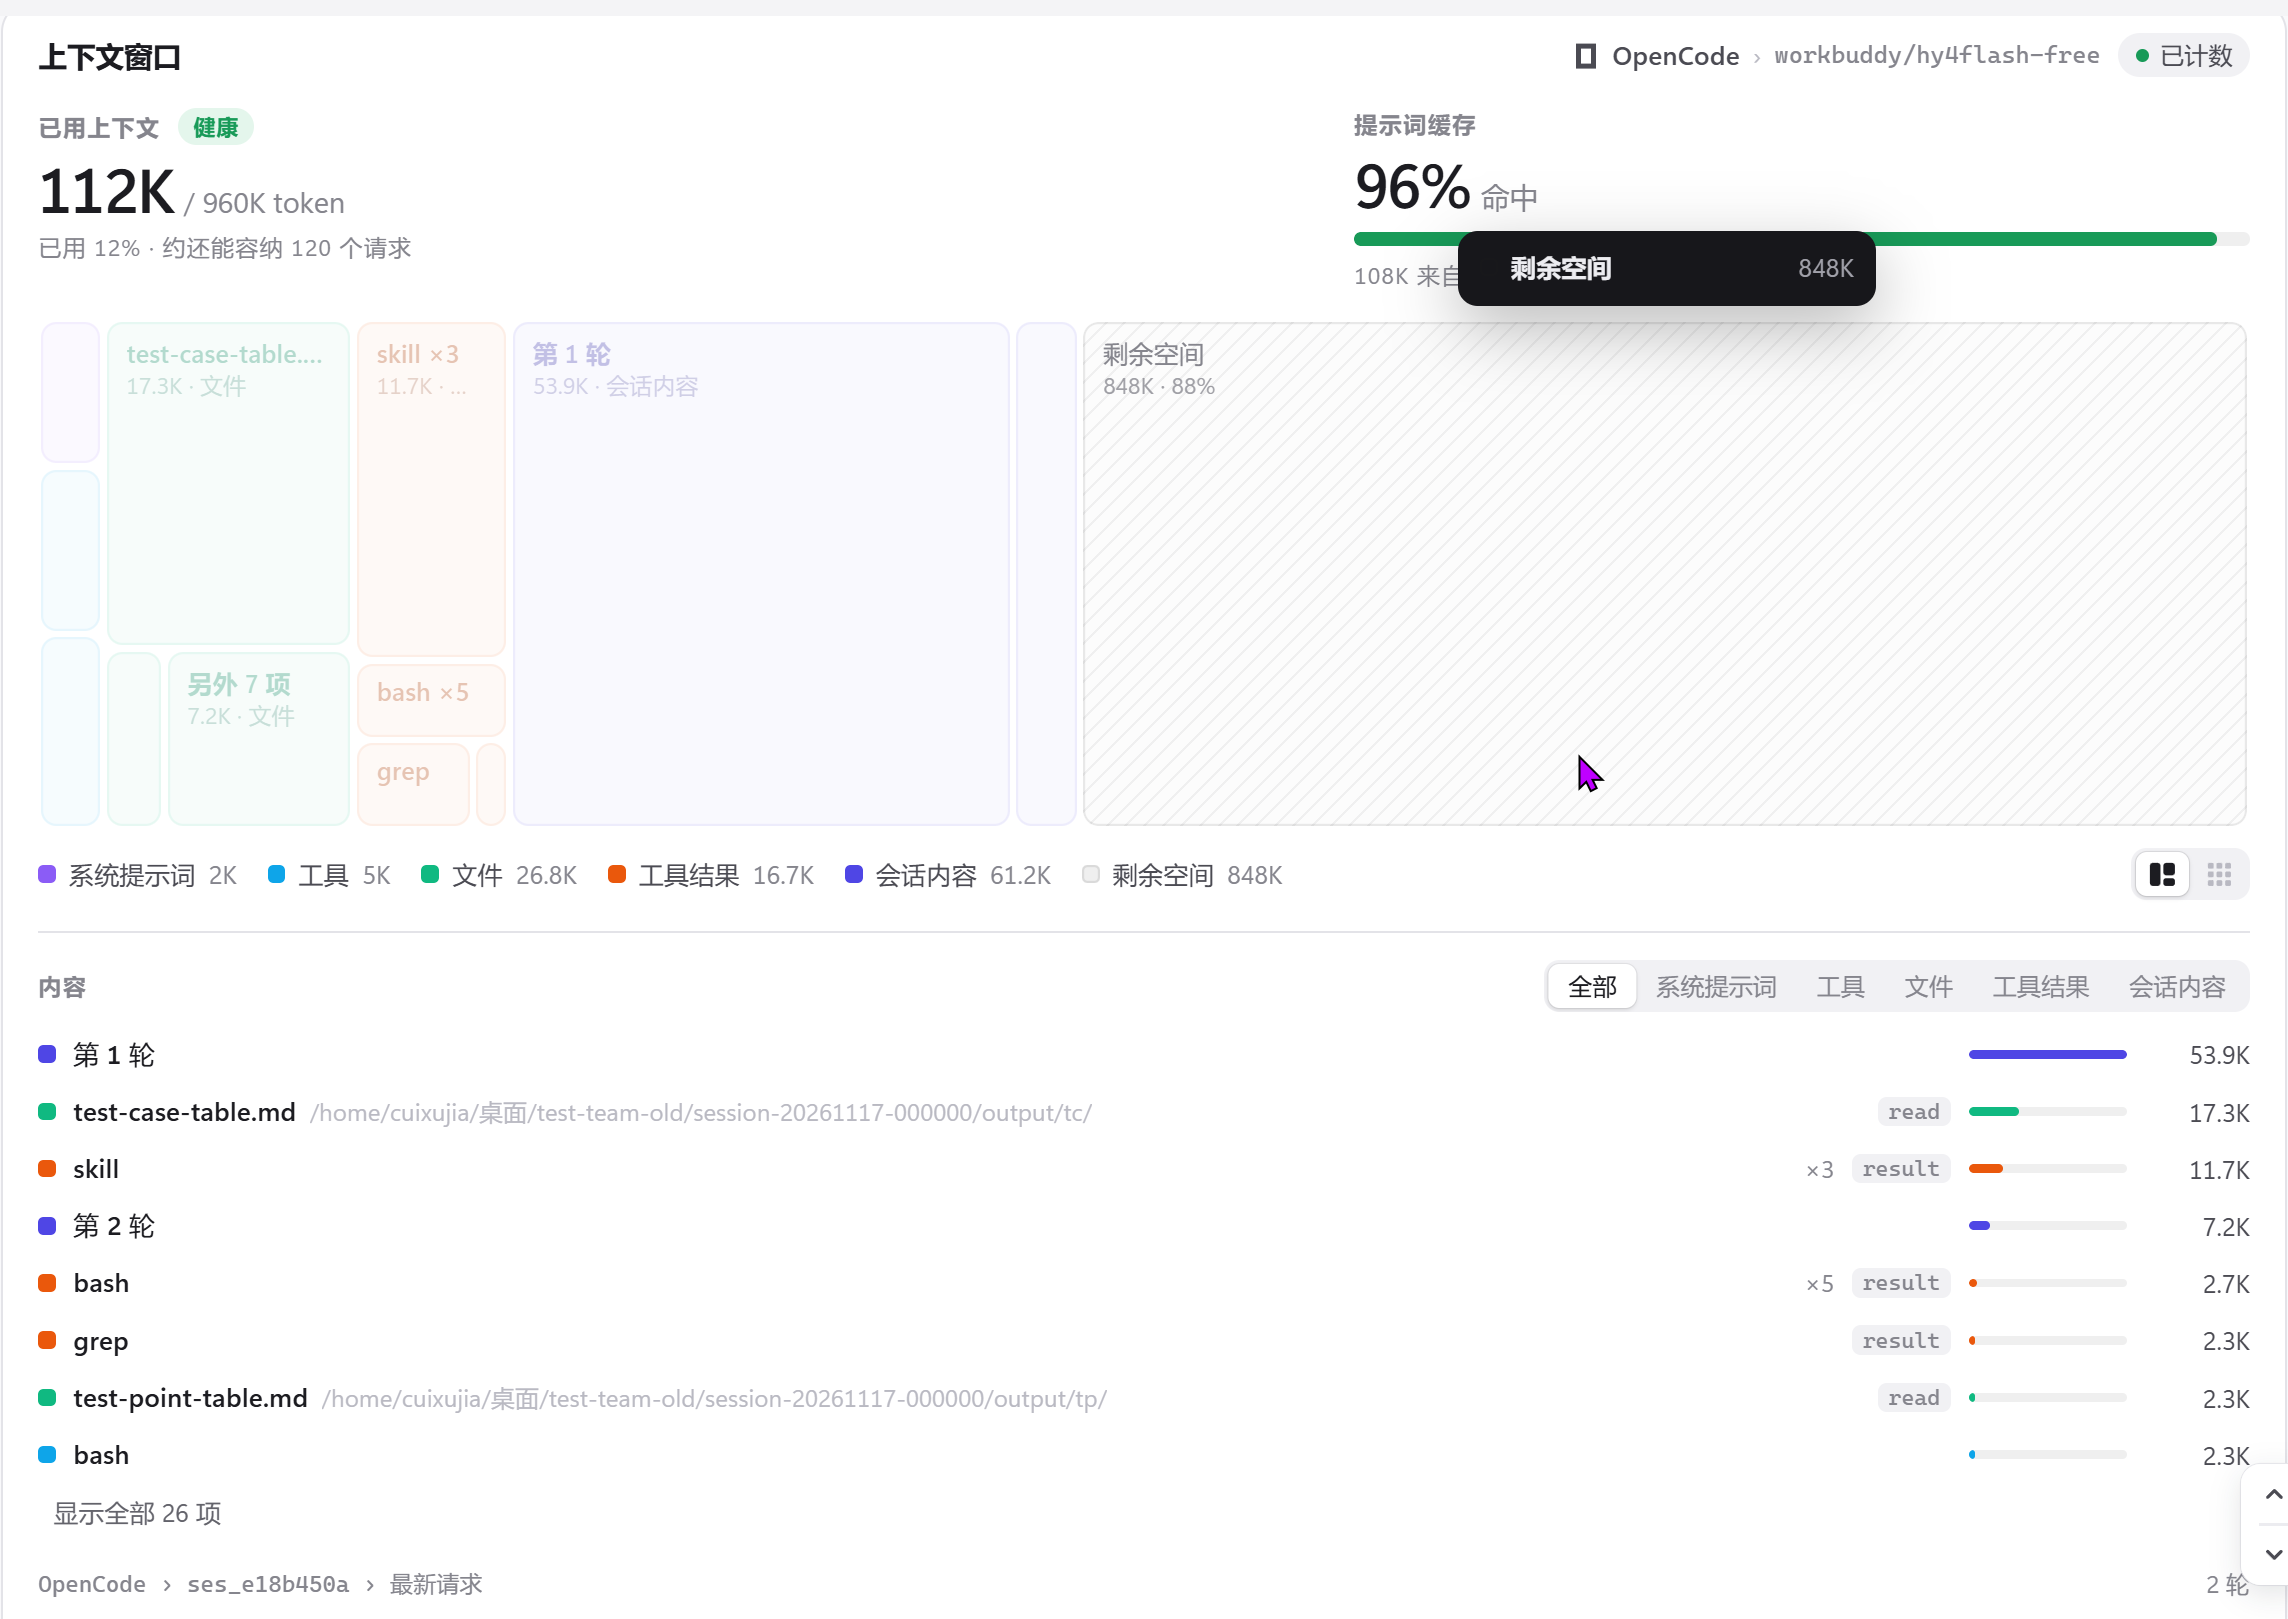 上下文窗口
OpenCode › workbuddy/hy4flash-free 已计数
已用上下文 健康
112K / 960K token
已用 12% · 约还能容纳 120 个请求
提示词缓存
96% 命中
108K 来自
剩余空间 848K
test-case-table....
17.3K · 文件
skill ×3
11.7K · ...
第 1 轮
53.9K · 会话内容
剩余空间
848K · 88%
另外 7 项
7.2K · 文件
bash ×5
grep
系统提示词 2K 工具 5K 文件 26.8K 工具结果 16.7K 会话内容 61.2K 剩余空间 848K
内容
全部 系统提示词 工具 文件 工具结果 会话内容
第 1 轮 53.9K
test-case-table.md /home/cuixujia/桌面/test-team-old/session-20261117-000000/output/tc/ read 17.3K
skill ×3 result 11.7K
第 2 轮 7.2K
bash ×5 result 2.7K
grep result 2.3K
test-point-table.md /home/cuixujia/桌面/test-team-old/session-20261117-000000/output/tp/ read 2.3K
bash 2.3K
显示全部 26 项
OpenCode › ses_e18b450a › 最新请求 2 轮